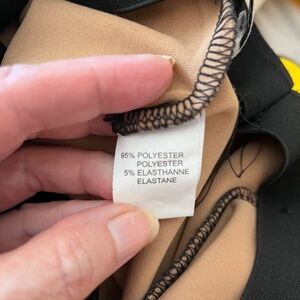 95% POLYESTER
POLYESTER
5% ELASTHANNE
ELASTANE